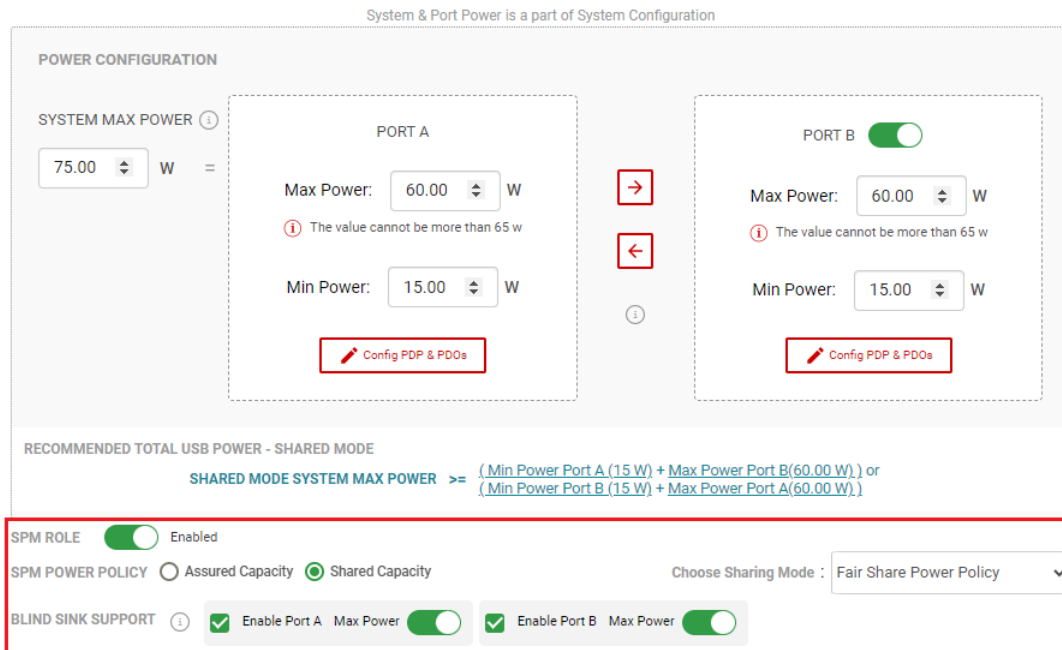 System & Port Power is a part of System Configuration
POWER CONFIGURATION
SYSTEM MAX POWER
75.00 W =
PORT A
Max Power: 60.00 W
The value cannot be more than 65 w
Min Power: 15.00 W
Config PDP & PDOs
PORT B
Max Power: 60.00 W
The value cannot be more than 65 w
Min Power: 15.00 W
Config PDP & PDOs
RECOMMENDED TOTAL USB POWER - SHARED MODE
SHARED MODE SYSTEM MAX POWER >= ( Min Power Port A (15 W) + Max Power Port B(60.00 W) ) or
( Min Power Port B (15 W) + Max Power Port A(60.00 W) )
SPM ROLE Enabled
SPM POWER POLICY Assured Capacity Shared Capacity Choose Sharing Mode : Fair Share Power Policy
BLIND SINK SUPPORT Enable Port A Max Power Enable Port B Max Power